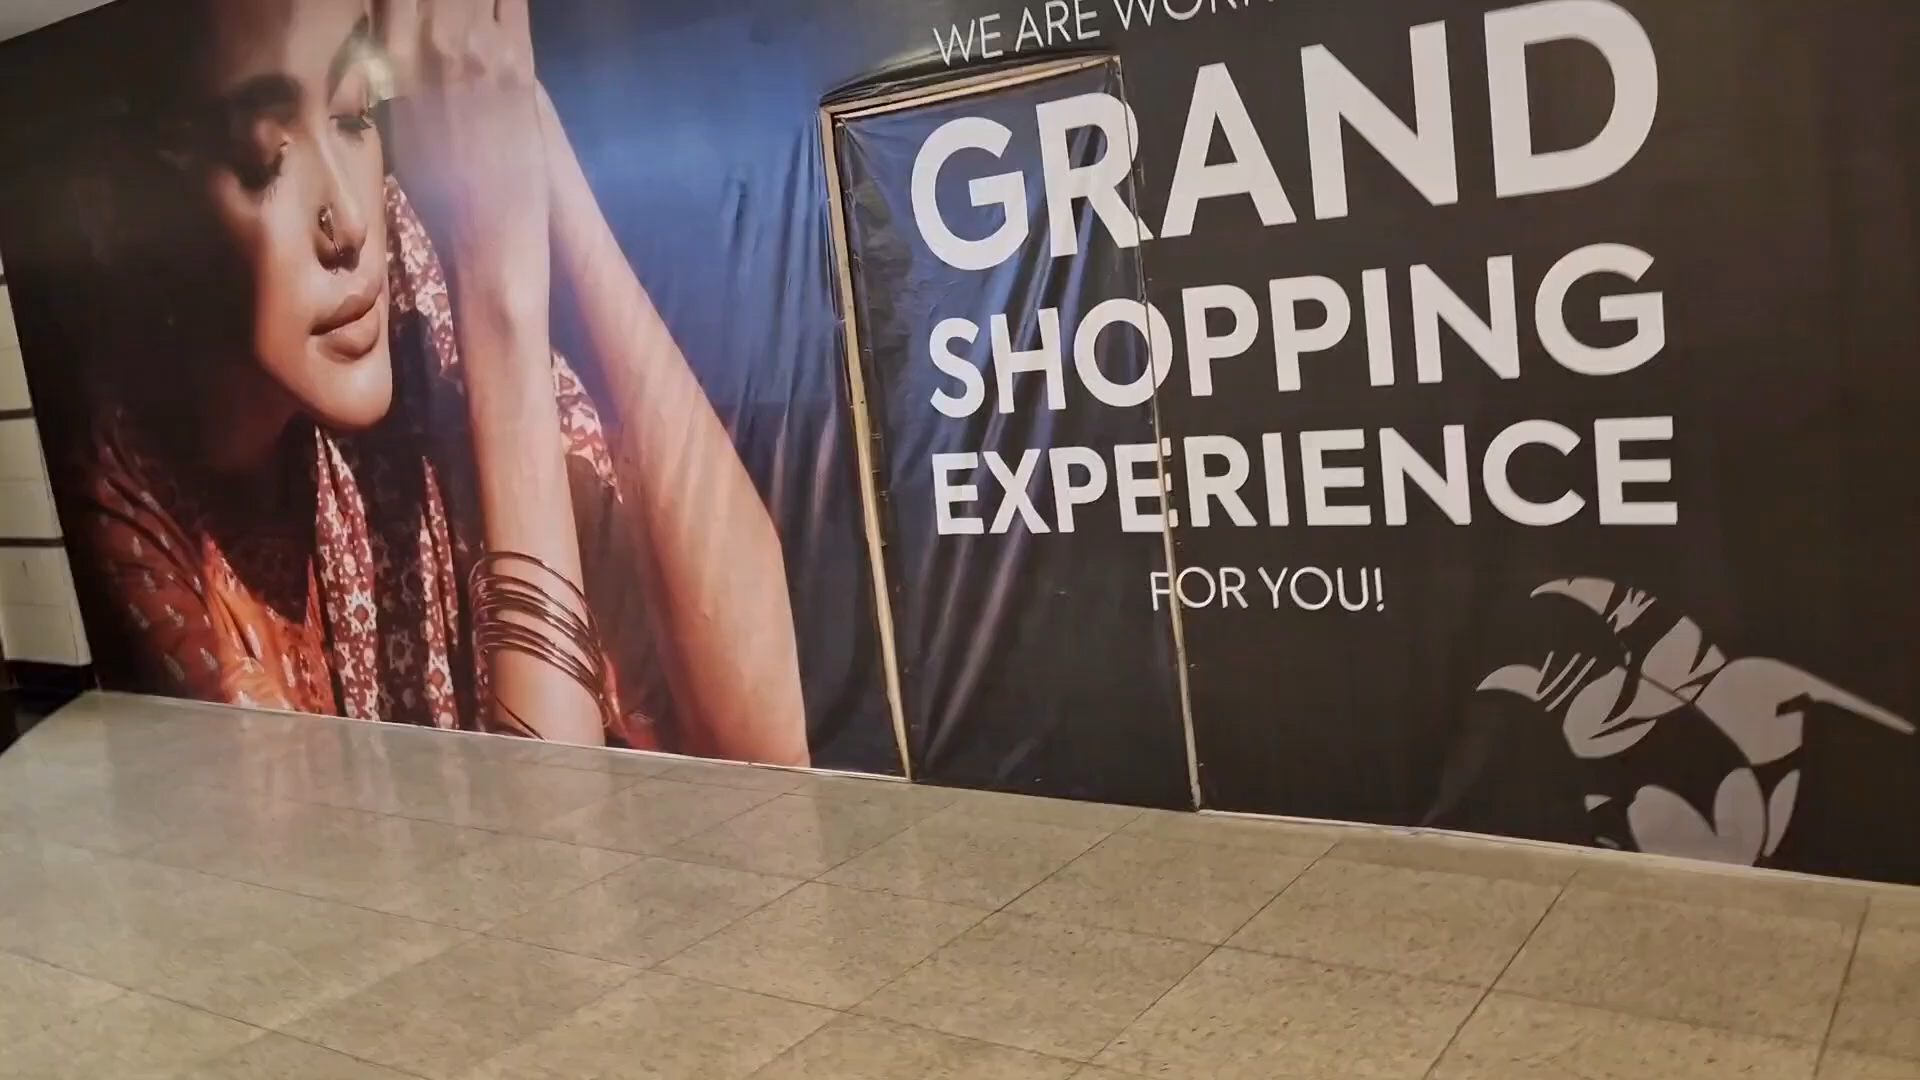 WE ARE
GRAND
SHOPPING
EXPERIENCE
FOR YOU!